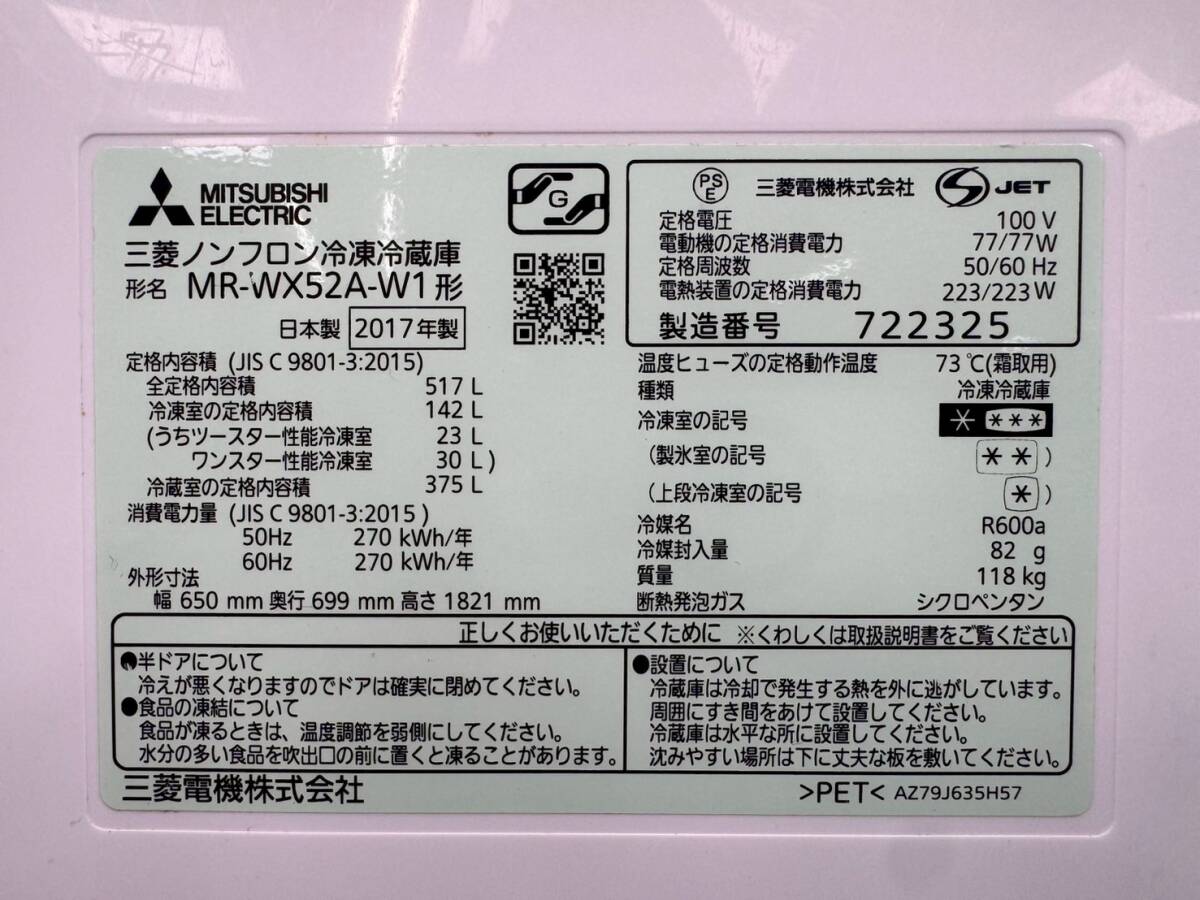 MITSUBISHI
ELECTRIC
三菱ノンフロン冷凍冷蔵庫
形名 MR-WX52A-W1 形
日本製 2017年製
G
PS
E
三菱電機株式会社 JET
定格電圧 100 V
電動機の定格消費電力 77/77W
定格周波数 50/60 Hz
電熱装置の定格消費電力 223/223W
製造番号 722325
定格内容積 (JIS C 9801-3:2015)
全定格内容積 517 L
冷凍室の定格内容積 142 L
(うちツースター性能冷凍室 23 L
ワンスター性能冷凍室 30 L )
冷蔵室の定格内容積 375 L
消費電力量 (JIS C 9801-3:2015 )
50Hz 270 kWh/年
60Hz 270 kWh/年
外形寸法
幅 650 mm 奥行 699 mm 高さ 1821 mm
温度ヒューズの定格動作温度 73 ℃(霜取用)
種類 冷凍冷蔵庫
冷凍室の記号 * ***
(製氷室の記号 ** )
(上段冷凍室の記号 * )
冷媒名 R600a
冷媒封入量 82 g
質量 118 kg
断熱発泡ガス シクロペンタン
正しくお使いいただくために ※くわしくは取扱説明書をご覧ください
●半ドアについて
冷えが悪くなりますのでドアは確実に閉めてください。
●食品の凍結について
食品が凍るときは、温度調節を弱側にしてください。
水分の多い食品を吹出口の前に置くと凍ることがあります。
●設置について
冷蔵庫は冷却で発生する熱を外に逃がしています。
周囲にすき間をあけて設置してください。
冷蔵庫は水平な所に設置してください。
沈みやすい場所は下に丈夫な板を敷いてください。
三菱電機株式会社
>PET< AZ79J635H57